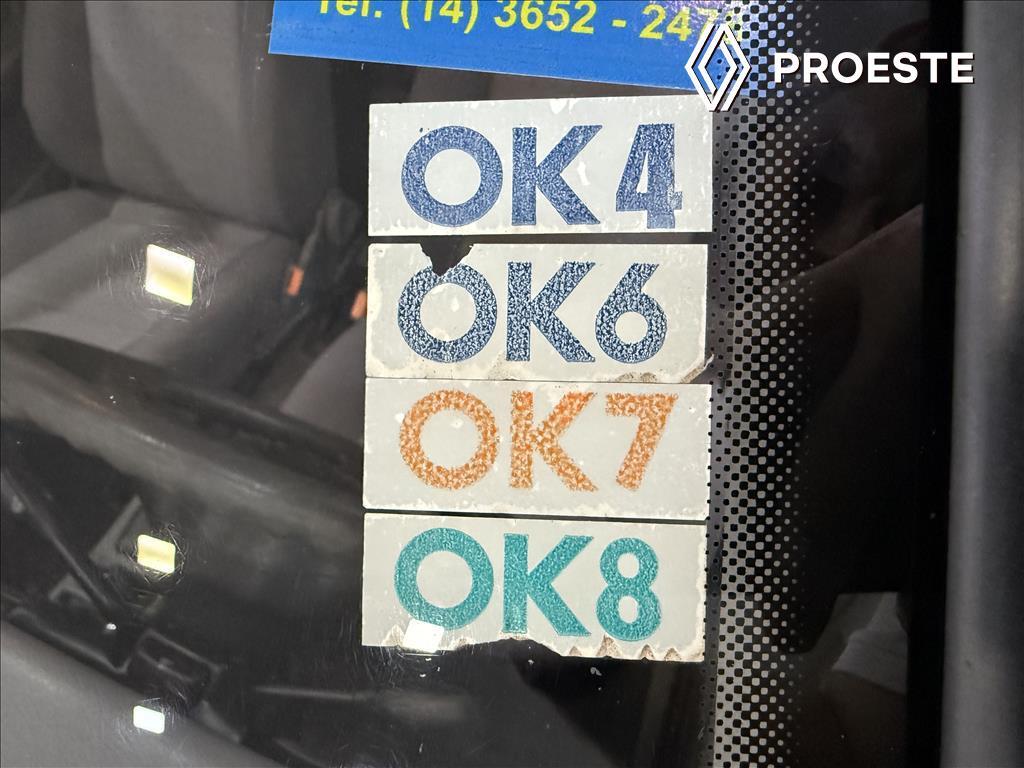 Tel. (14) 3652 - 247
PROESTE
OK4
OK6
OK7
OK8